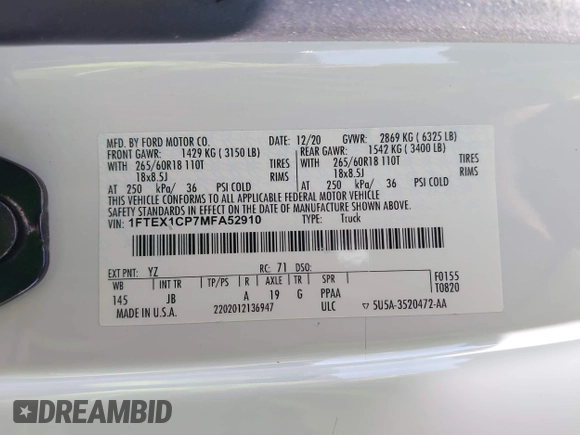 MFD. BY FORD MOTOR CO. 12/20 GVWR: 2869 KG ( 6325 LB)
FRONT GAWR: 1429 KG ( 3150 LB) REAR GAWR: 1542 KG ( 3400 LB)
WITH 265/60R18 110T TIRES WITH 265/60R18 110T TIRES
18x8.5J RIMS 18x8.5J RIMS
AT 250 kPa/ 36 PSI COLD AT 250 kPa/ 36 PSI COLD
THIS VEHICLE CONFORMS TO ALL APPLICABLE FEDERAL MOTOR VEHICLE
SAFETY STANDARDS IN EFFECT ON THE DATE OF MANUFACTURE SHOWN ABOVE.
VIN: 1FTEX1CP7MFA52910 TYPE: Truck
EXT PNT: YZ RC: 71 DSO: F0155
WB INT TR TP/PS R AXLE TR SPR T0820
145 JB A 19 G PPAA
MADE IN U.S.A. 2202012136947 ULC ▽ 5U5A-3520472-AA
DREAMBID